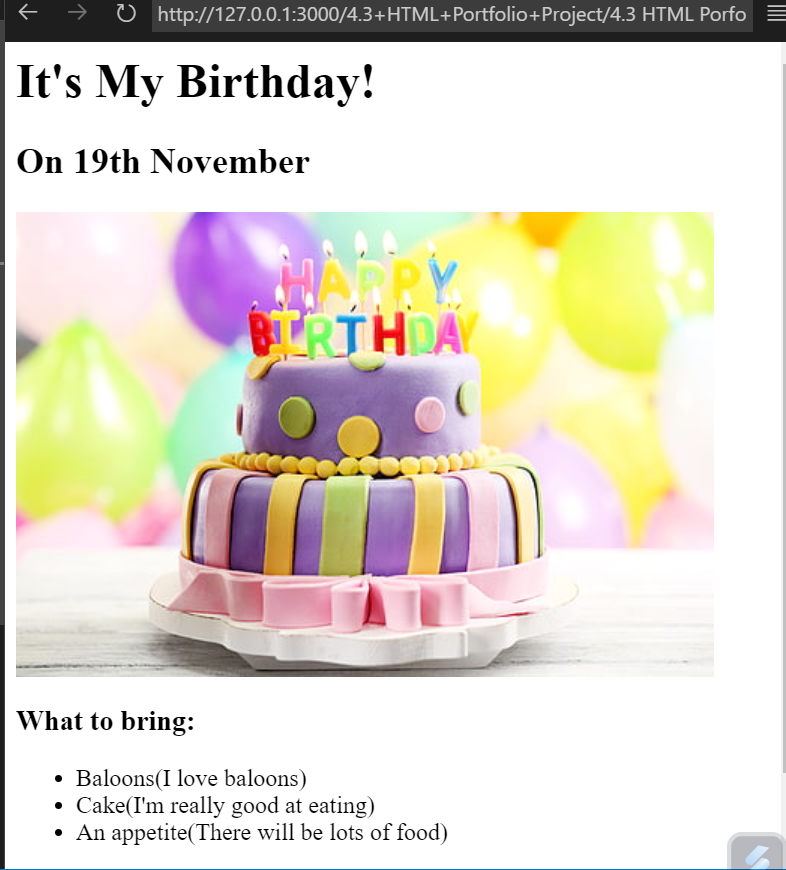 http://127.0.0.1:3000/4.3+HTML+Portfolio+Project/4.3 HTML Porfo
It's My Birthday!
On 19th November
HAPPY
BIRTHDAY
What to bring:
Baloons(I love baloons)
Cake(I'm really good at eating)
An appetite(There will be lots of food)